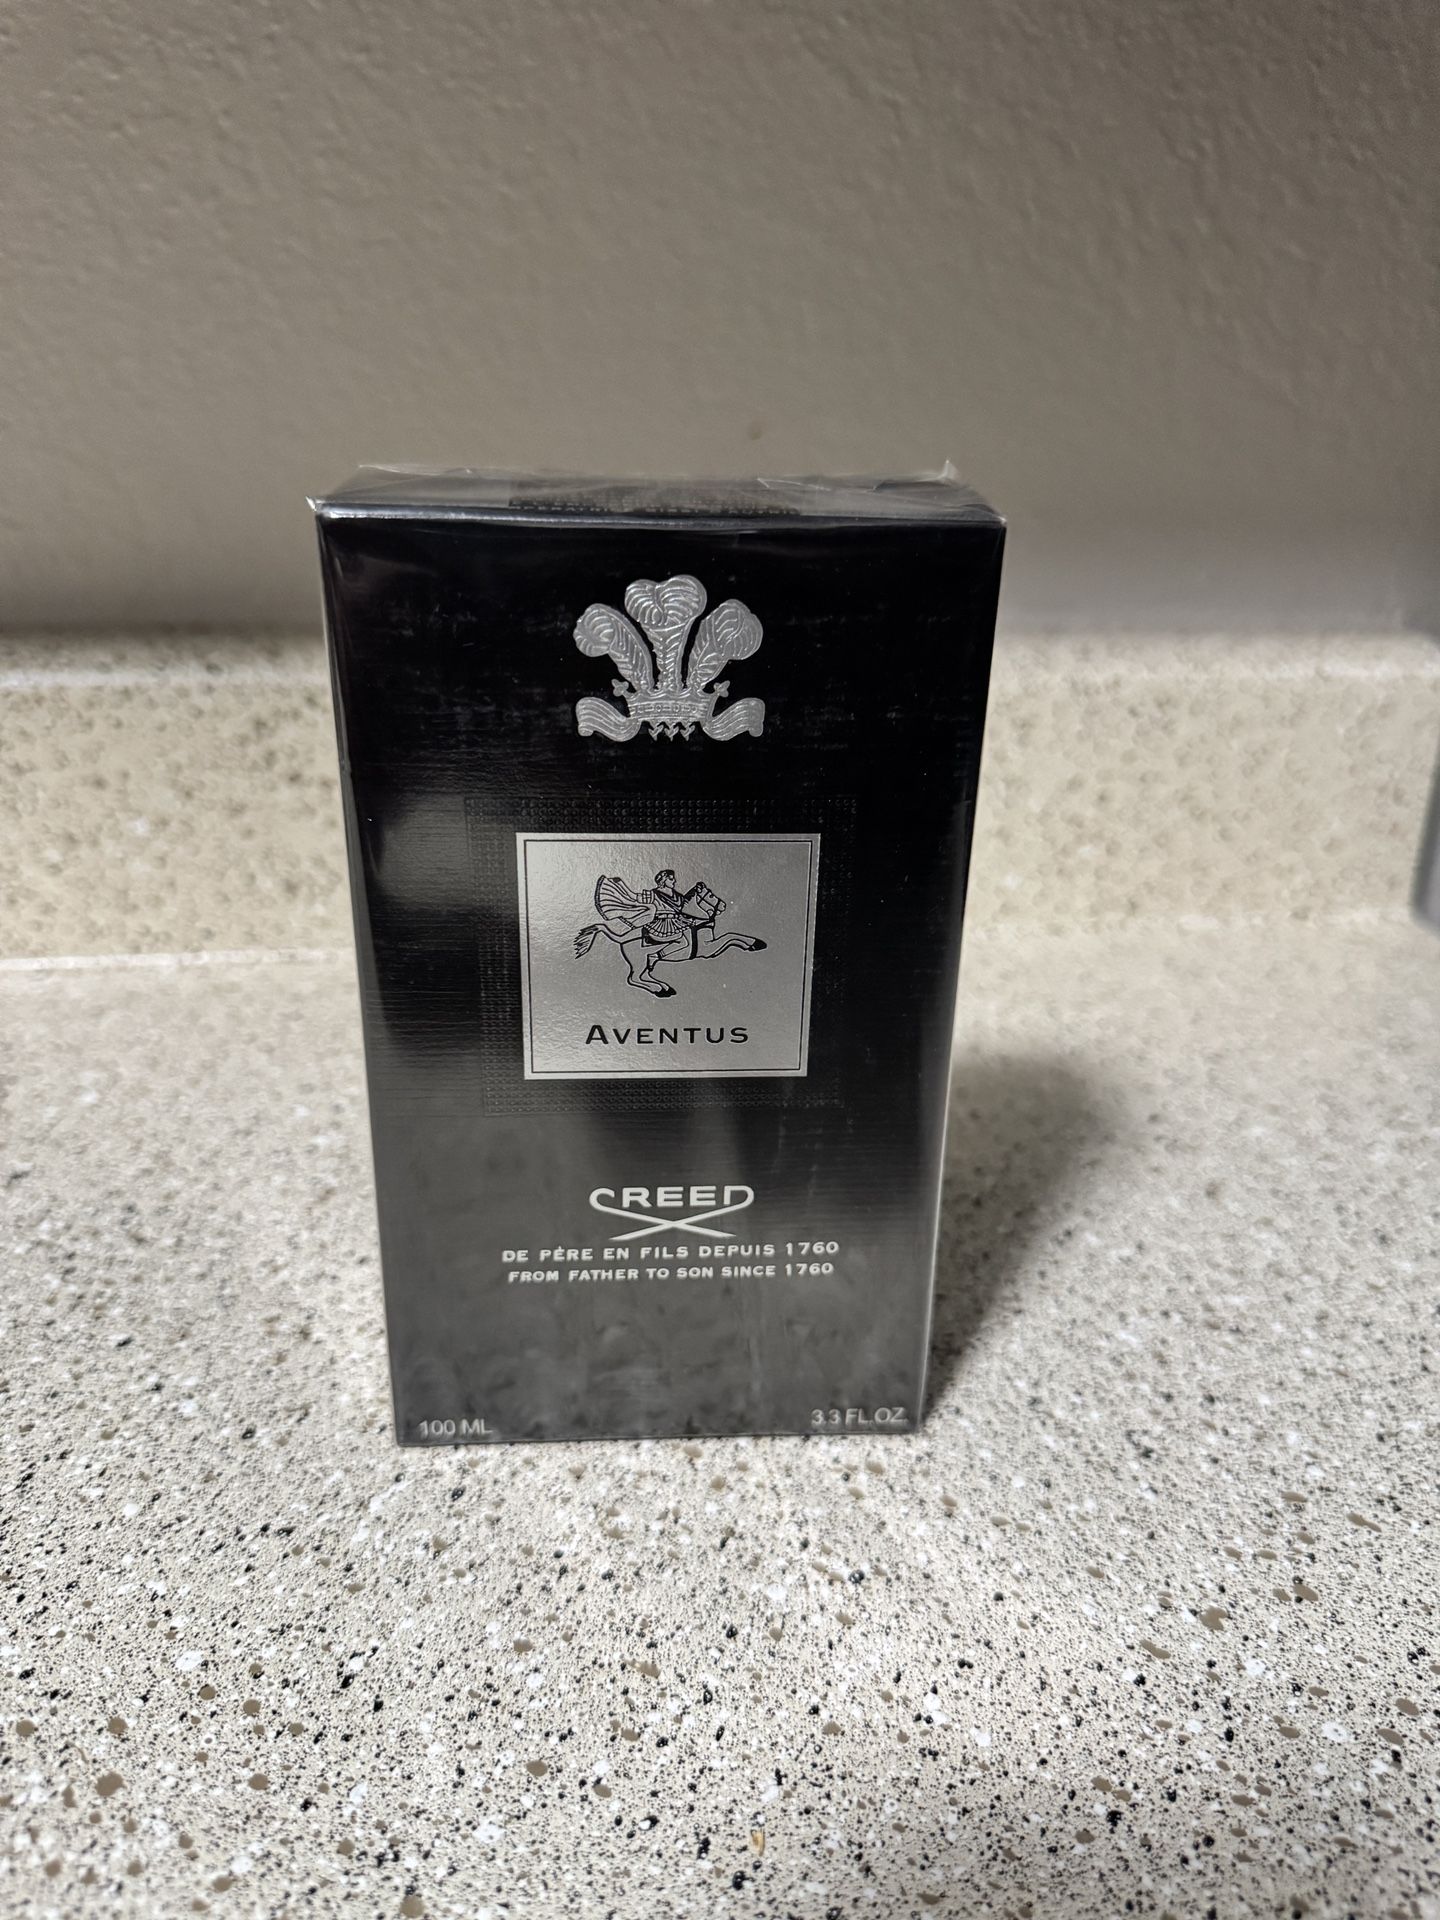 AVENTUS
CREED
DE PÈRE EN FILS DEPUIS 1760
FROM FATHER TO SON SINCE 1760
100 ML
3.3 FL.OZ.